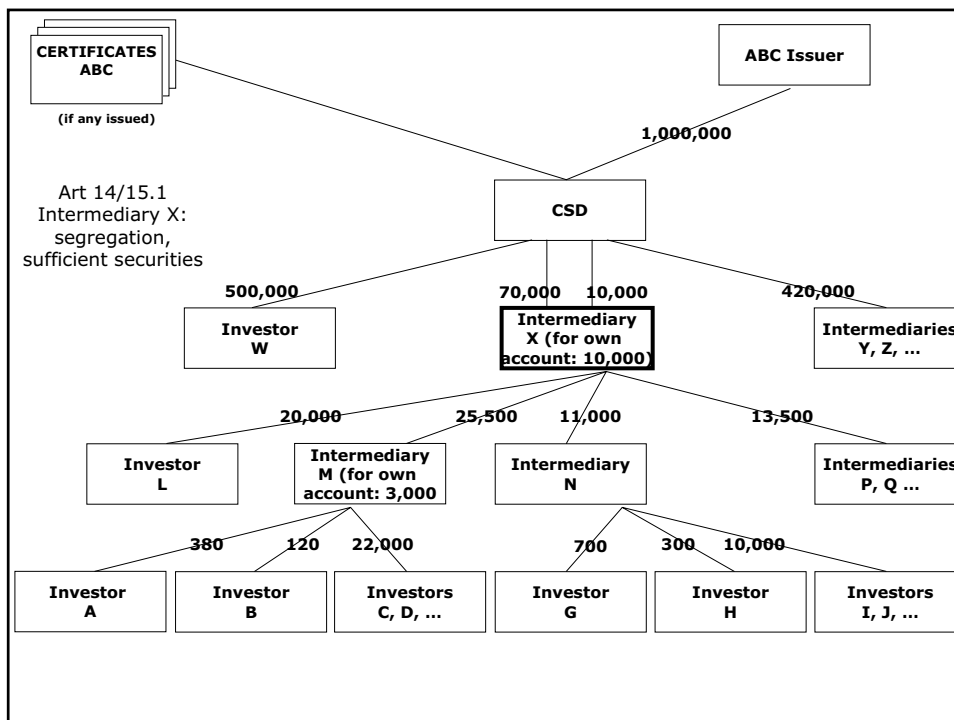 CERTIFICATES
ABC
(if any issued)
ABC Issuer
1,000,000
Art 14/15.1
Intermediary X:
segregation,
sufficient securities
CSD
500,000
70,000
10,000
420,000
Investor
W
Intermediary
X (for own
account: 10,000)
Intermediaries
Y, Z, ...
20,000
25,500
11,000
13,500
Investor
L
Intermediary
M (for own
account: 3,000
Intermediary
N
Intermediaries
P, Q ...
380
120
22,000
700
300
10,000
Investor
A
Investor
B
Investors
C, D, ...
Investor
G
Investor
H
Investors
I, J, ...